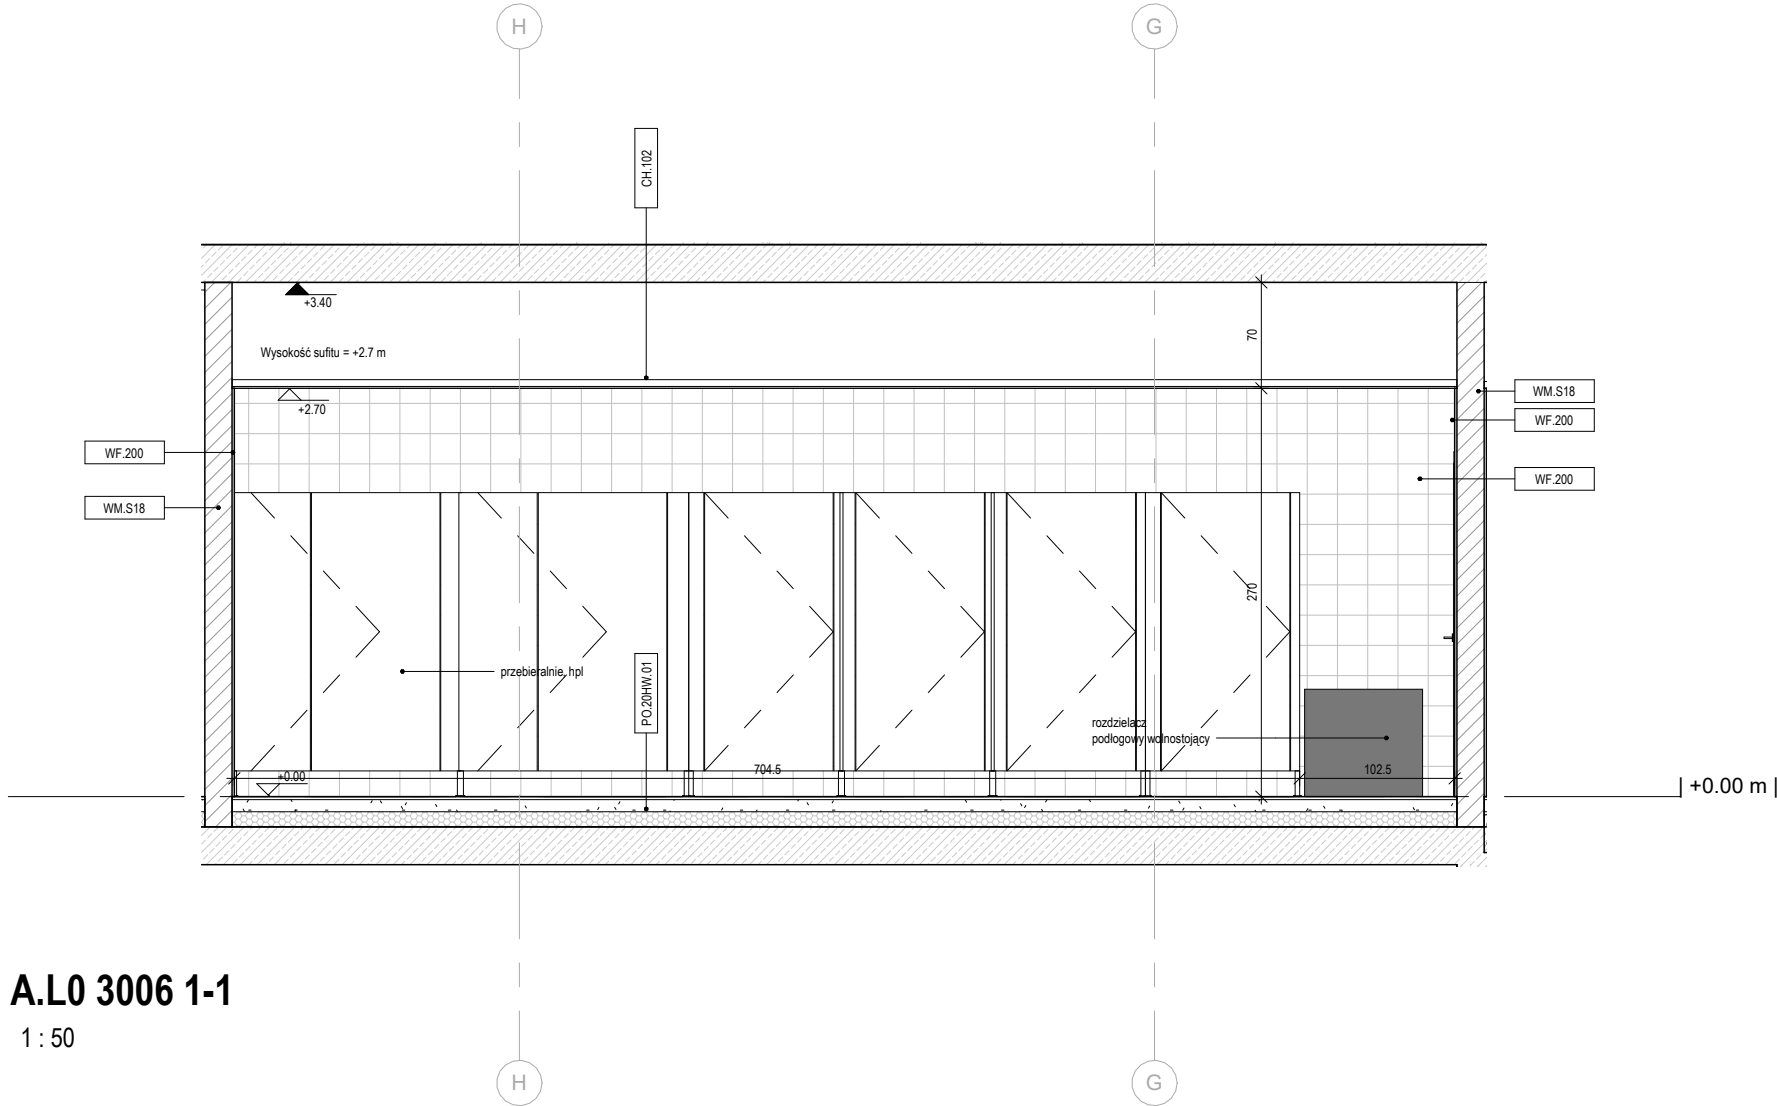 H
G
CH.102
+3.40
Wysokość sufitu = +2.7 m
70
+2.70
WM.S18
WF.200
WF.200
WF.200
WM.S18
270
przebieralnie, hpl
PO.20HW.01
rozdzielacz
podłogowy wolnostojący
+0.00
704.5
102.5
| +0.00 m |
A.L0 3006 1-1
1 : 50
H
G